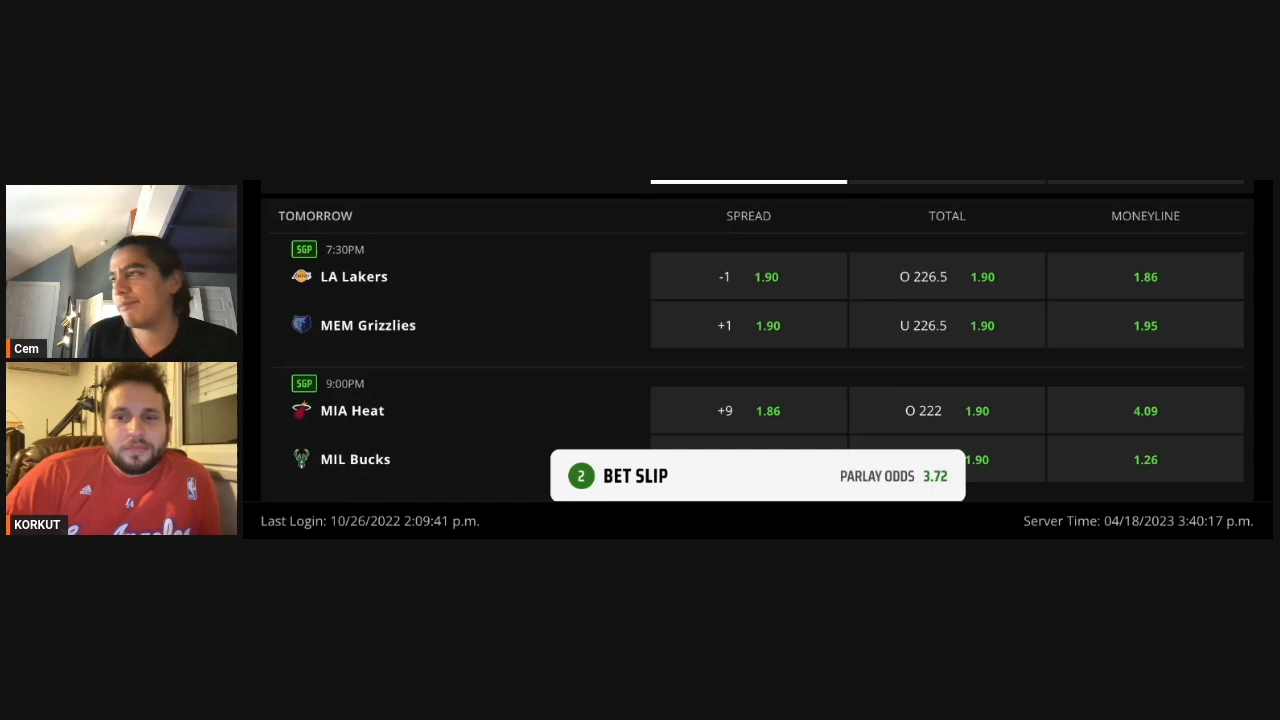 TOMORROW SPREAD TOTAL MONEYLINE
SGP 7:30PM
LA Lakers -1 1.90 O 226.5 1.90 1.86
MEM Grizzlies +1 1.90 U 226.5 1.90 1.95
SGP 9:00PM
MIA Heat +9 1.86 O 222 1.90 4.09
MIL Bucks 1.90 1.26
2 BET SLIP PARLAY ODDS 3.72
Last Login: 10/26/2022 2:09:41 p.m. Server Time: 04/18/2023 3:40:17 p.m.
Cem
KORKUT
Los Angeles